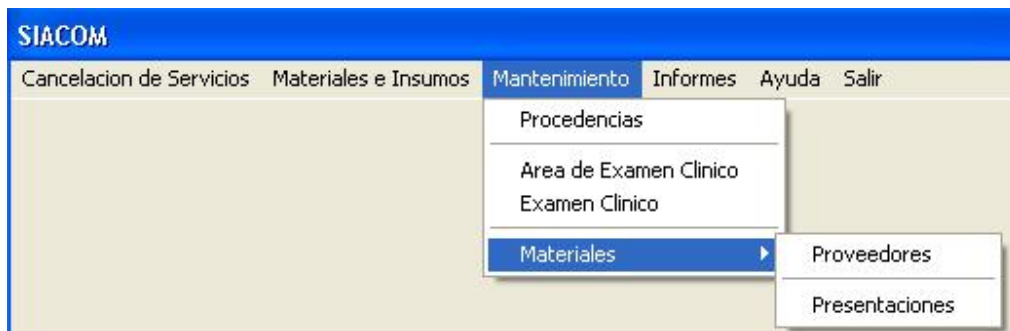 SIACOM
Cancelacion de Servicios Materiales e Insumos Mantenimiento Informes Ayuda Salir
Procedencias
Area de Examen Clinico
Examen Clinico
Materiales
Proveedores
Presentaciones